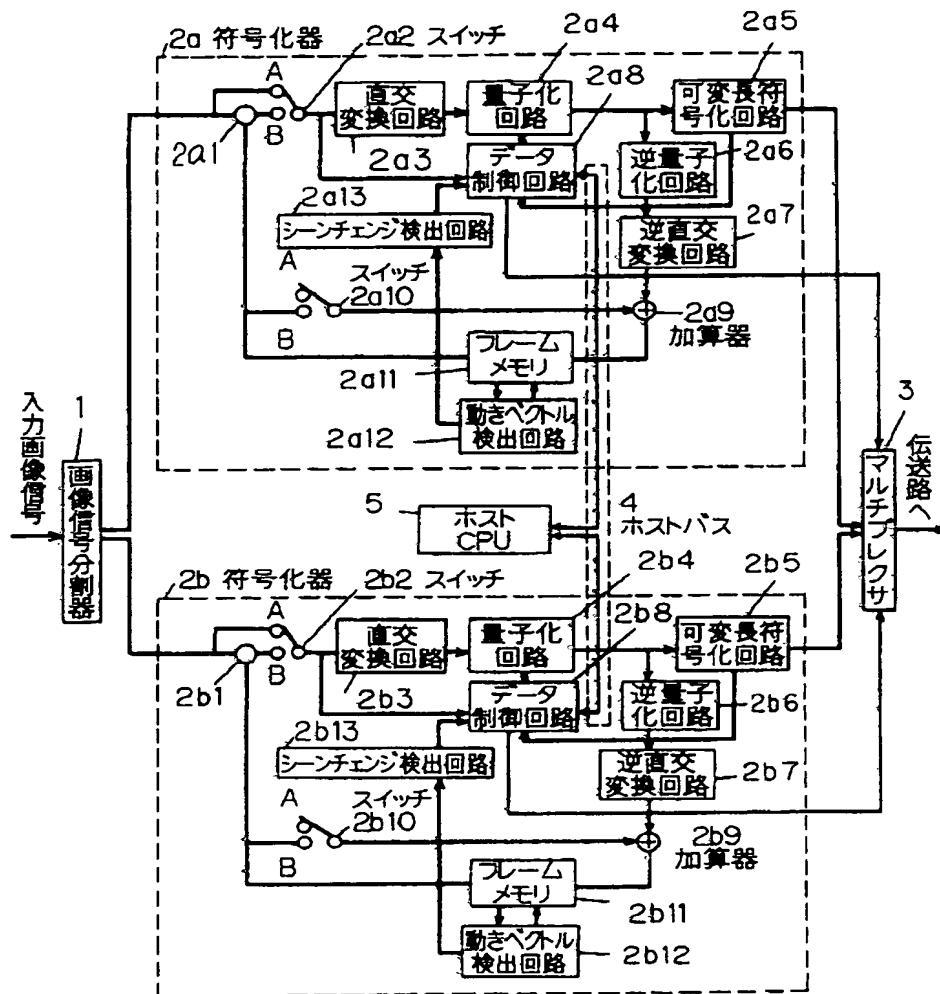 2a 符号化器
2a2 スイッチ
2a4
2a5
A
B
2a1
直交
変換回路
2a3
量子化
回路
2a8
可変長符
号化回路
データ
制御回路
逆量子
化回路
2a6
2a13
シーンチェンジ検出回路
逆直交
変換回路
2a7
A
B
スイッチ
2a10
2a9
加算器
フレーム
メモリ
2a11
動きベクトル
検出回路
2a12
入力画像信号
1
画像信号分割器
3
マルチプレクサ
伝送路へ
5
ホスト
CPU
4
ホストバス
2b 符号化器
2b2 スイッチ
2b4
2b5
A
B
2b1
直交
変換回路
2b3
量子化
回路
2b8
可変長符
号化回路
データ
制御回路
逆量子
化回路
2b6
2b13
シーンチェンジ検出回路
逆直交
変換回路
2b7
A
B
スイッチ
2b10
2b9
加算器
フレーム
メモリ
2b11
動きベクトル
検出回路
2b12